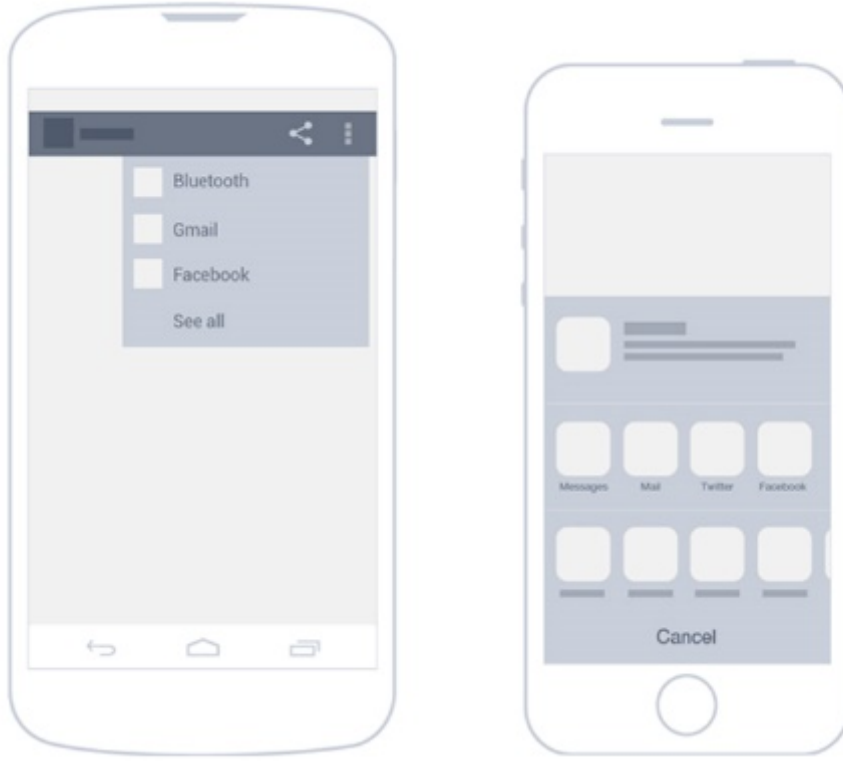 Bluetooth
Gmail
Facebook
See all
Messages Mail Twitter Facebook
Cancel